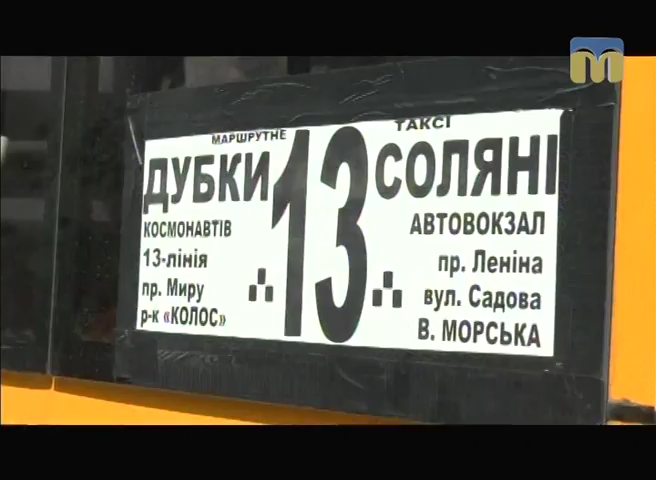 МАРШРУТНЕ ТАКСІ
ДУБКИ 13 СОЛЯНІ
КОСМОНАВТІВ
13-лінія
пр. Миру
р-к «КОЛОС»
АВТОВОКЗАЛ
пр. Леніна
вул. Садова
В. МОРСЬКА